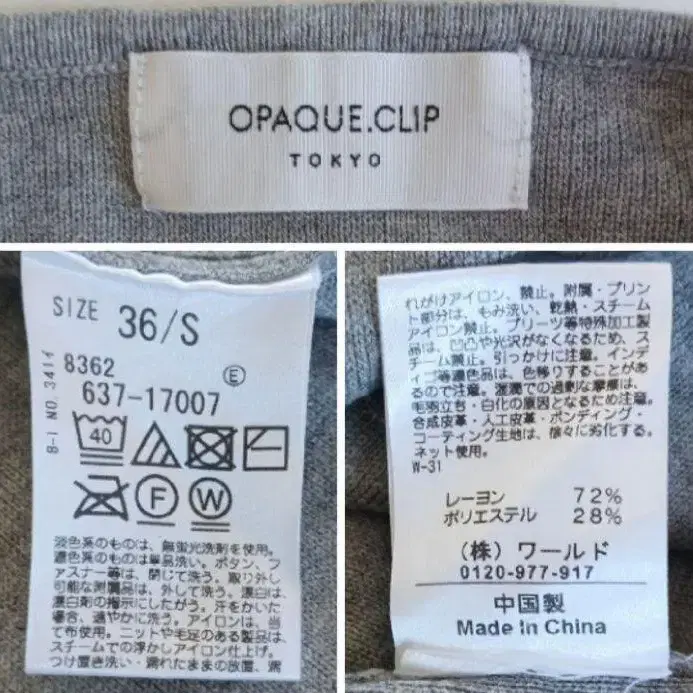 OPAQUE.CLIP
TOKYO
SIZE 36/S
8-1 NO. 3414
8362
637-17007
E
40
F
W
淡色系のものは、無蛍光洗剤を使用。
濃色系のものは単品洗い。ボタン、フ
ァスナー等は、閉じて洗う。取り外し
可能な附属品は、外して洗う。漂白は、
漂白剤の指示にしたがう。汗をかいた
場合、速やかに洗う。アイロンは、当
て布使用。ニットや毛足のある製品は、
スチームでの浮かしアイロン仕上げ。
つけ置き洗い・濡れたままの放置、濡
れがけアイロン、禁止。附属・プリン
ト部分は、もみ洗い、乾熱・スチーム
アイロン禁止。プリーツ等特殊加工製
品は、凹凸や光沢がなくなるため、ス
チーム禁止。引っかけに注意。インデ
ィゴ等濃色品は、色移りすることがあ
るので注意。湿潤での過剰な摩擦は、
毛羽立ち・白化の原因となるため注意。
合成皮革・人工皮革・ボンディング・
コーティング生地は、徐々に劣化する。
ネット使用。
W-31
レーヨン 72%
ポリエステル 28%
(株)ワールド
0120-977-917
中国製
Made In China